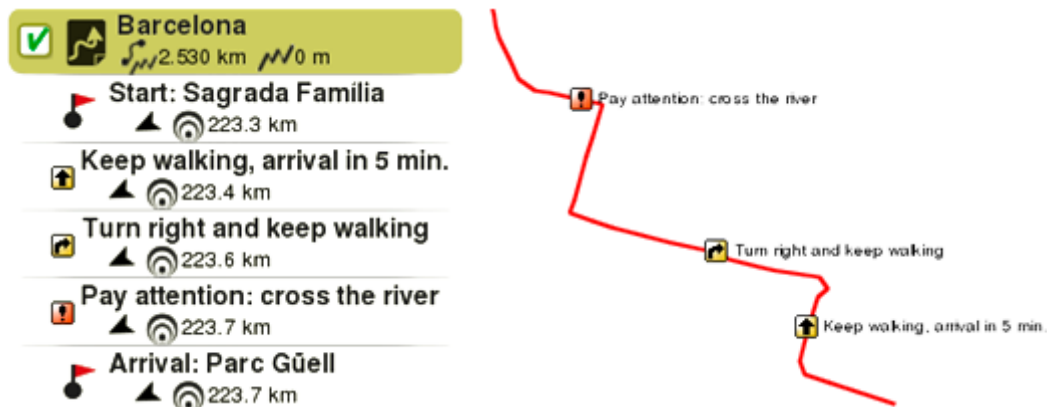 Barcelona
2.530 km 0 m
Start: Sagrada Família
223.3 km
Keep walking, arrival in 5 min.
223.4 km
Turn right and keep walking
223.6 km
Pay attention: cross the river
223.7 km
Arrival: Parc Gũell
223.7 km
Pay attention: cross the river
Turn right and keep walking
Keep walking, arrival in 5 min.